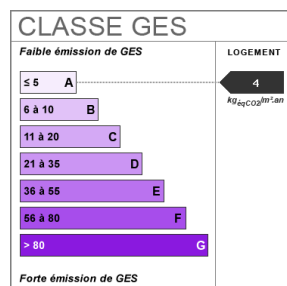 CLASSE GES
Faible émission de GES
LOGEMENT
≤ 5 A
4
kgéqCO2/m².an
6 à 10 B
11 à 20 C
21 à 35 D
36 à 55 E
56 à 80 F
> 80 G
Forte émission de GES